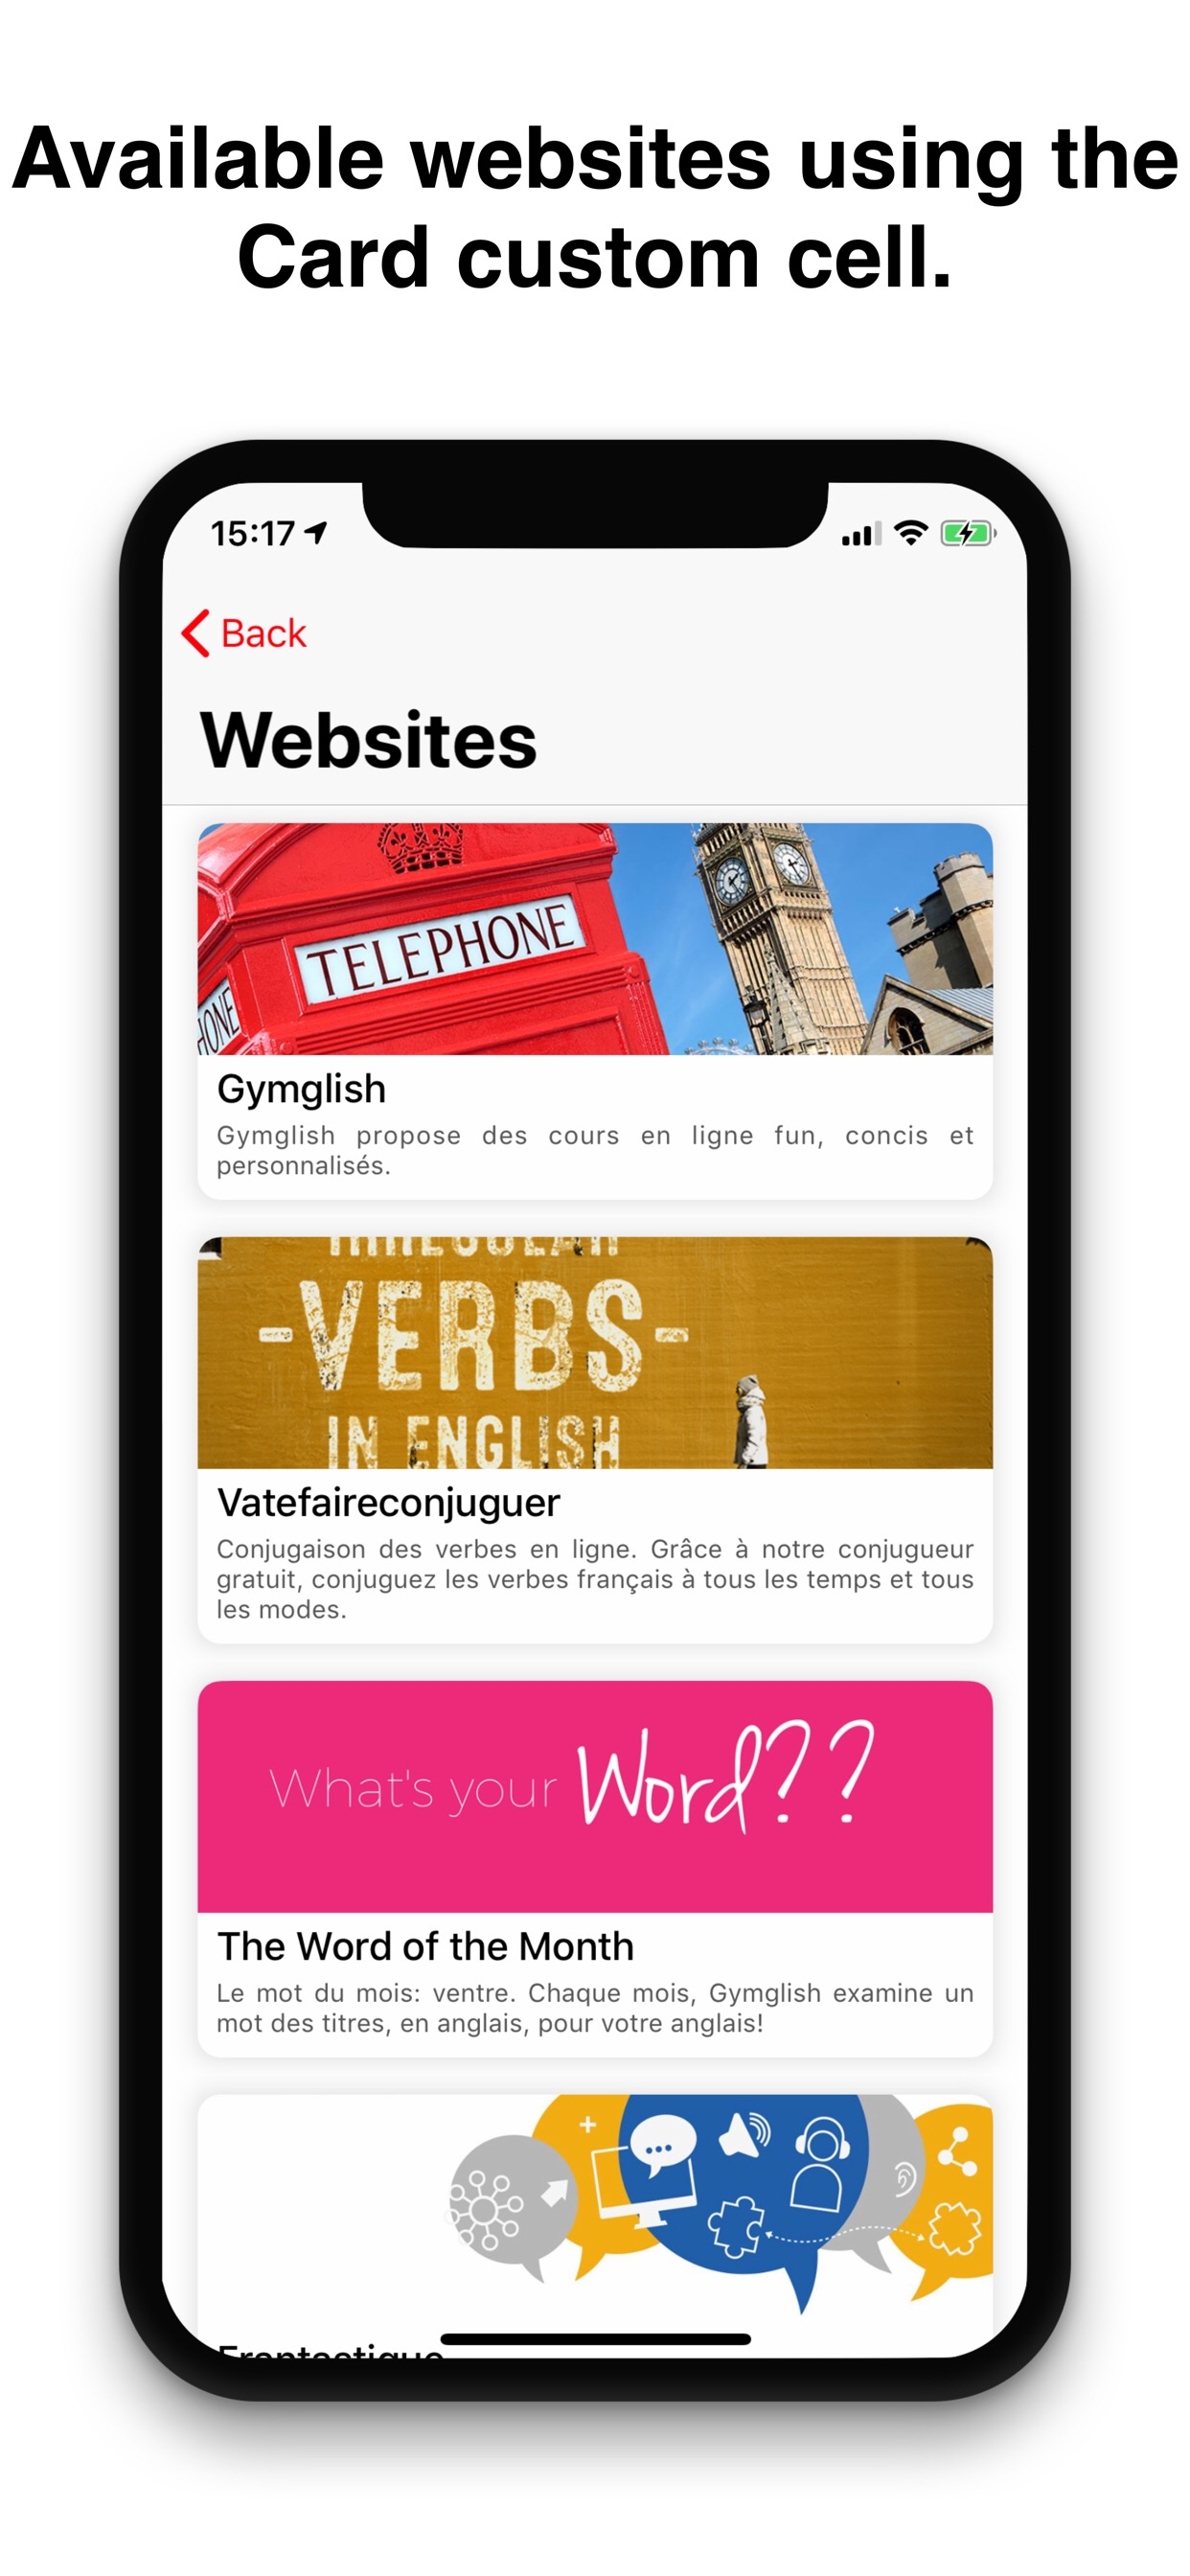 Available websites using the
Card custom cell.
15:17
Back
Websites
TELEPHONE
HONE
Gymglish
Gymglish propose des cours en ligne fun, concis et
personnalisés.
IRREGULAR
-VERBS-
IN ENGLISH
Vatefaireconjuguer
Conjugaison des verbes en ligne. Grâce à notre conjugueur
gratuit, conjuguez les verbes français à tous les temps et tous
les modes.
What's your Word??
The Word of the Month
Le mot du mois: ventre. Chaque mois, Gymglish examine un
mot des titres, en anglais, pour votre anglais!
Frantastique